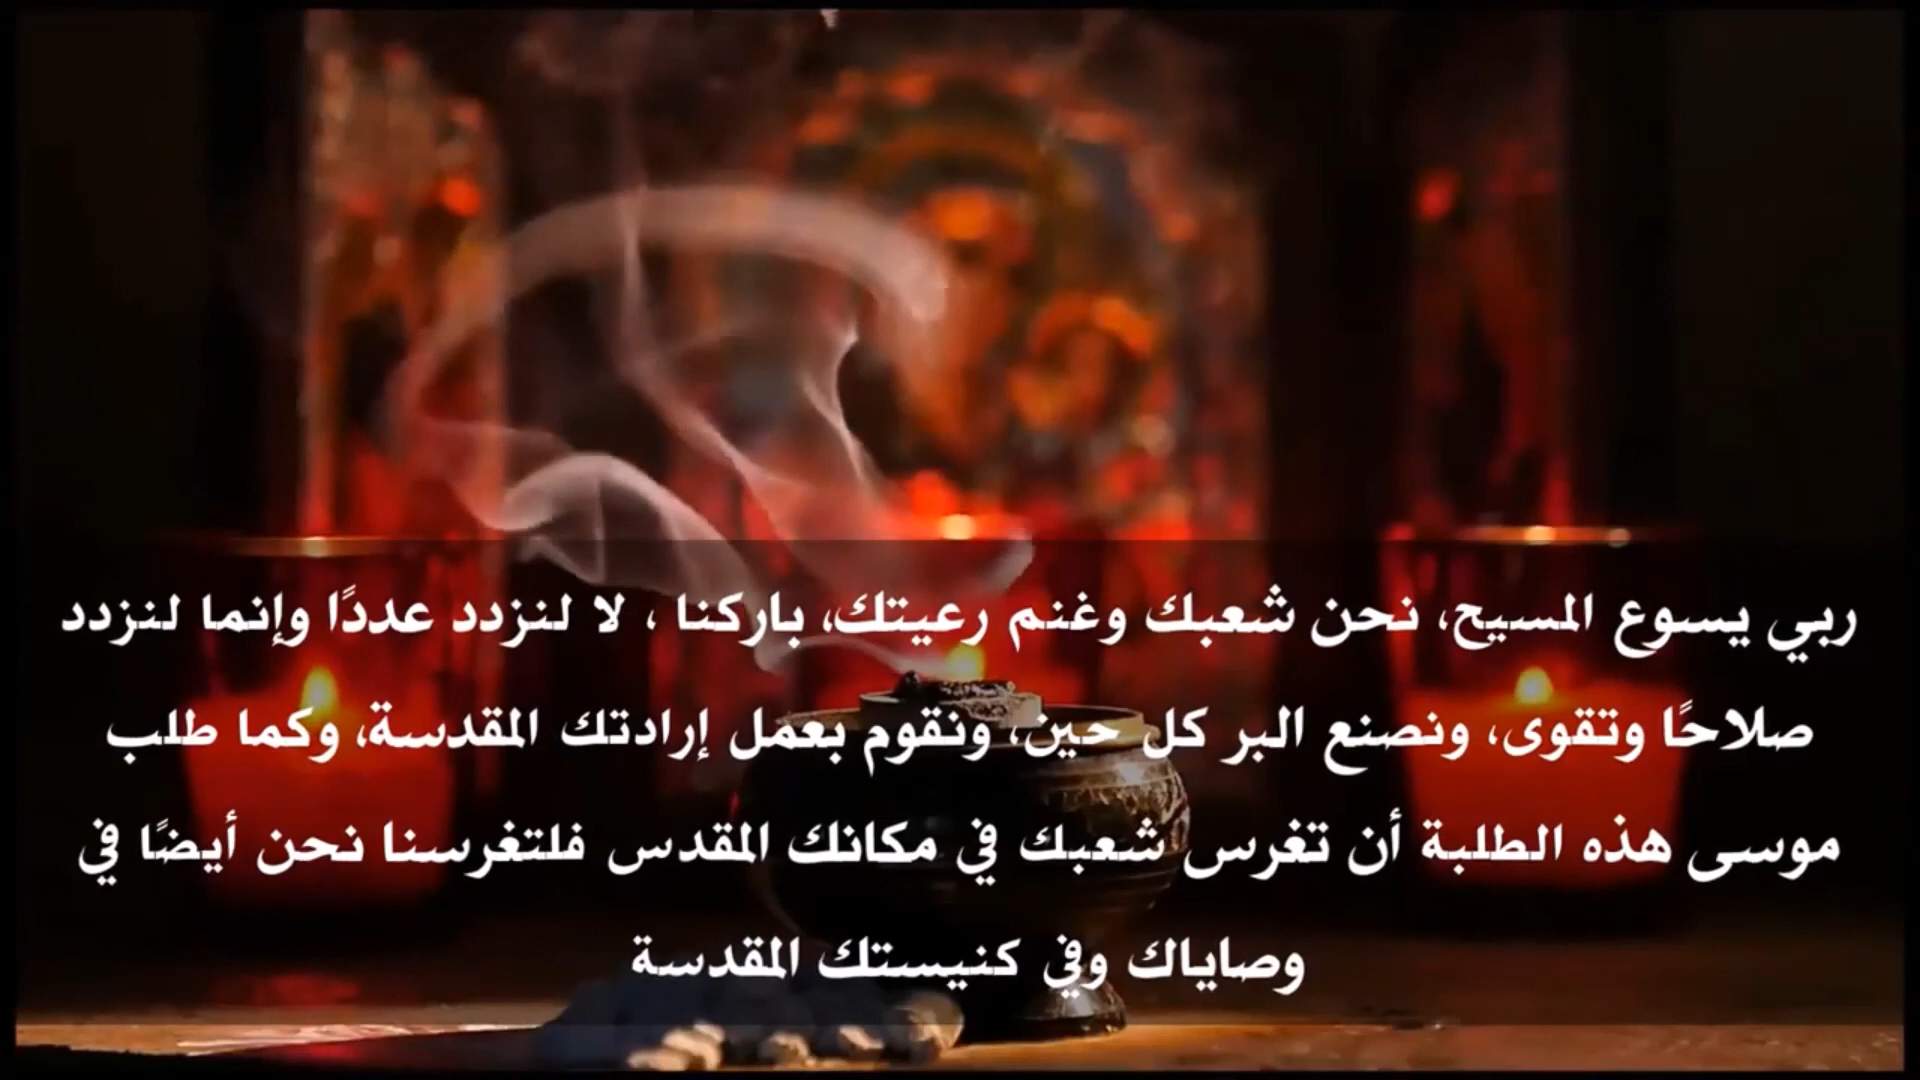 ربي يسوع المسيح، نحن شعبك وغنم رعيتك، باركنا ، لا لنزدد عددًا وإنما لنزدد
صلاحًا وتقوى، ونصنع البر كل حين، ونقوم بعمل إرادتك المقدسة، وكما طلب
موسى هذه الطلبة أن تغرس شعبك في مكانك المقدس فلتغرسنا نحن أيضًا في
وصاياك وفي كنيستك المقدسة